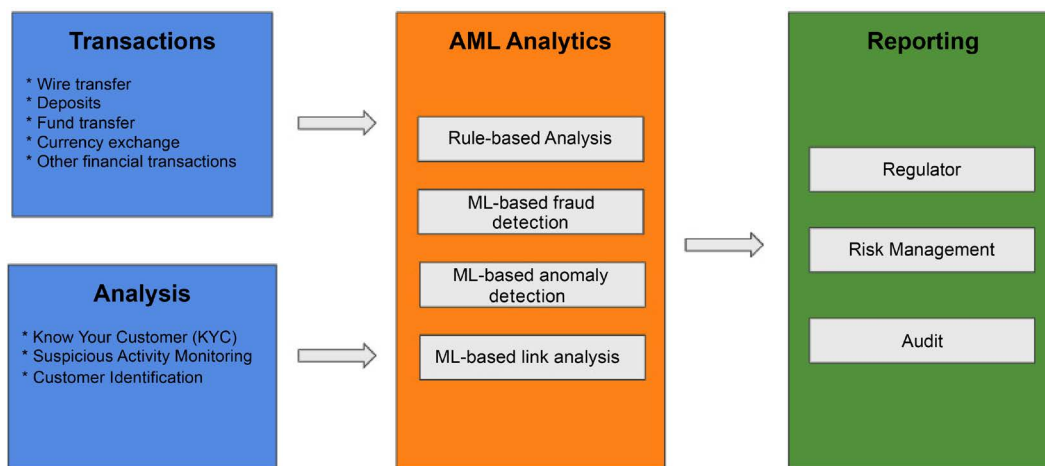 Transactions
* Wire transfer
* Deposits
* Fund transfer
* Currency exchange
* Other financial transactions
Analysis
* Know Your Customer (KYC)
* Suspicious Activity Monitoring
* Customer Identification
AML Analytics
Rule-based Analysis
ML-based fraud
detection
ML-based anomaly
detection
ML-based link analysis
Reporting
Regulator
Risk Management
Audit